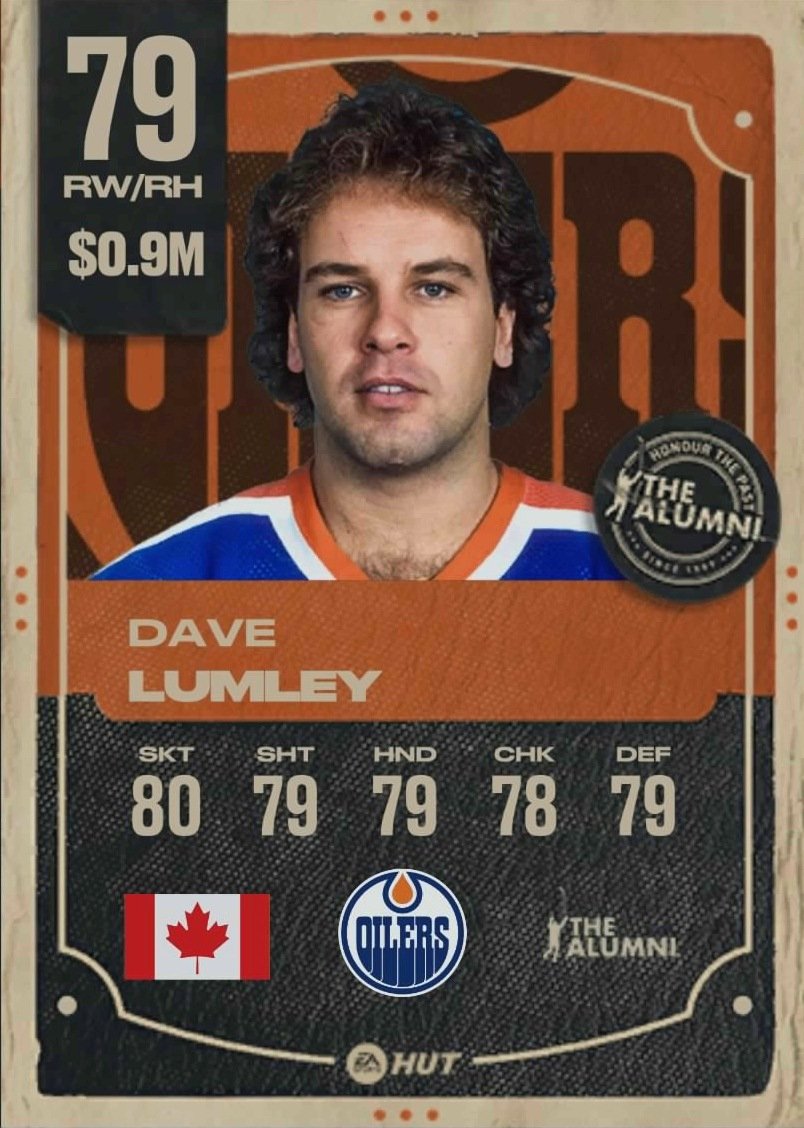 79
RW/RH
$0.9M
HONOUR THE PAST
THE
ALUMNI
DAVE
LUMLEY
SKT SHT HND CHK DEF
80 79 79 78 79
OILERS
THE
ALUMNI
EA
HUT